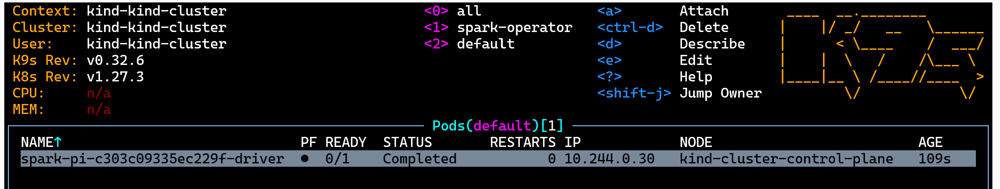 Context: kind-kind-cluster <0> all <a> Attach
Cluster: kind-kind-cluster <1> spark-operator <ctrl-d> Delete
User: kind-kind-cluster <2> default <d> Describe
K9s Rev: v0.32.6 <e> Edit
K8s Rev: v1.27.3 <?> Help
CPU: n/a <shift-j> Jump Owner
MEM: n/a
Pods(default)[1]
NAME↑ PF READY STATUS RESTARTS IP NODE AGE
spark-pi-c303c09335ec229f-driver ● 0/1 Completed 0 10.244.0.30 kind-cluster-control-plane 109s